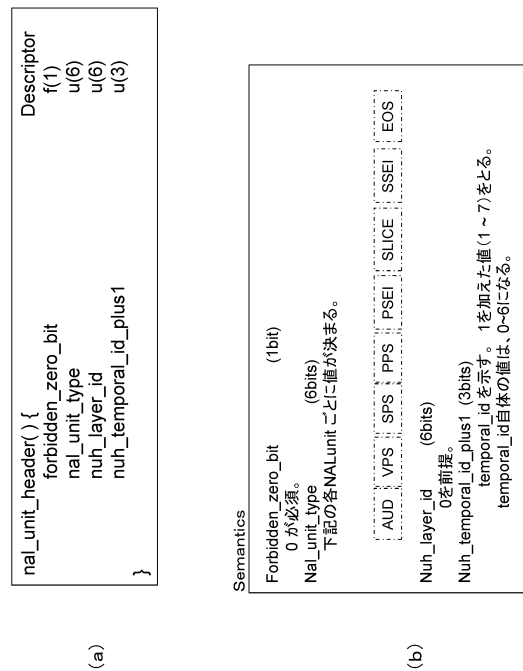 (a)
nal_unit_header( ) { Descriptor
forbidden_zero_bit f(1)
nal_unit_type u(6)
nuh_layer_id u(6)
nuh_temporal_id_plus1 u(3)
}
(b)
Semantics
Forbidden_zero_bit (1bit)
0 が必須。
Nal_unit_type (6bits)
下記の各NALunit ごとに値が決まる。
AUD VPS SPS PPS PSEI SLICE SSEI EOS
Nuh_layer_id (6bits)
0を前提。
Nuh_temporal_id_plus1 (3bits)
temporal_id を示す。 1を加えた値(1 ~ 7)をとる。
temporal_id自体の値は、0~6になる。